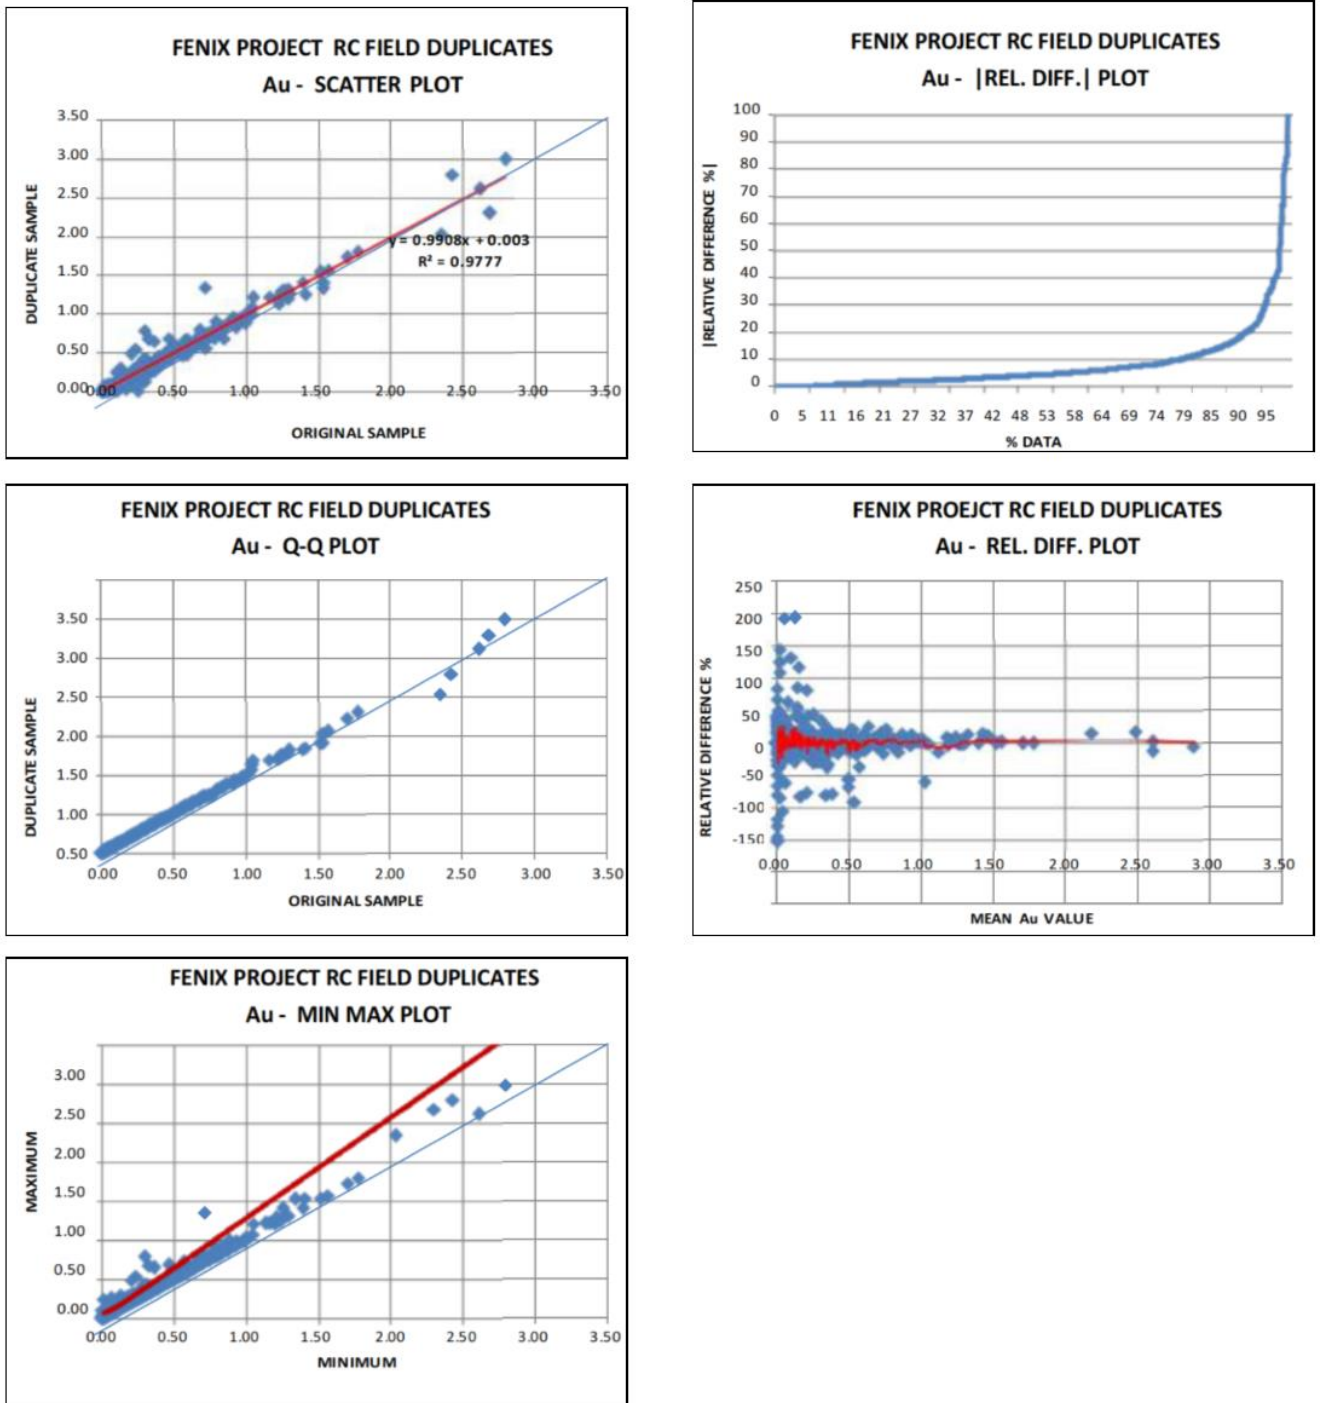 FENIX PROJECT RC FIELD DUPLICATES
Au - SCATTER PLOT
3.50
3.00
2.50
2.00
1.50
1.00
0.50
0.00
DUPLICATE SAMPLE
y = 0.9908x + 0.003
R² = 0.9777
0.00 0.50 1.00 1.50 2.00 2.50 3.00 3.50
ORIGINAL SAMPLE
FENIX PROJECT RC FIELD DUPLICATES
Au - |REL. DIFF.| PLOT
100
90
80
70
60
50
40
30
20
10
0
|RELATIVE DIFFERENCE %|
0 5 11 16 21 27 32 37 42 48 53 58 64 69 74 79 85 90 95
% DATA
FENIX PROJECT RC FIELD DUPLICATES
Au - Q-Q PLOT
3.50
3.00
2.50
2.00
1.50
1.00
0.50
DUPLICATE SAMPLE
0.00 0.50 1.00 1.50 2.00 2.50 3.00 3.50
ORIGINAL SAMPLE
FENIX PROEJCT RC FIELD DUPLICATES
Au - REL. DIFF. PLOT
250
200
150
100
50
0
-50
-100
-150
RELATIVE DIFFERENCE %
0.00 0.50 1.00 1.50 2.00 2.50 3.00 3.50
MEAN Au VALUE
FENIX PROJECT RC FIELD DUPLICATES
Au - MIN MAX PLOT
3.00
2.50
2.00
1.50
1.00
0.50
0.00
MAXIMUM
0.00 0.50 1.00 1.50 2.00 2.50 3.00 3.50
MINIMUM